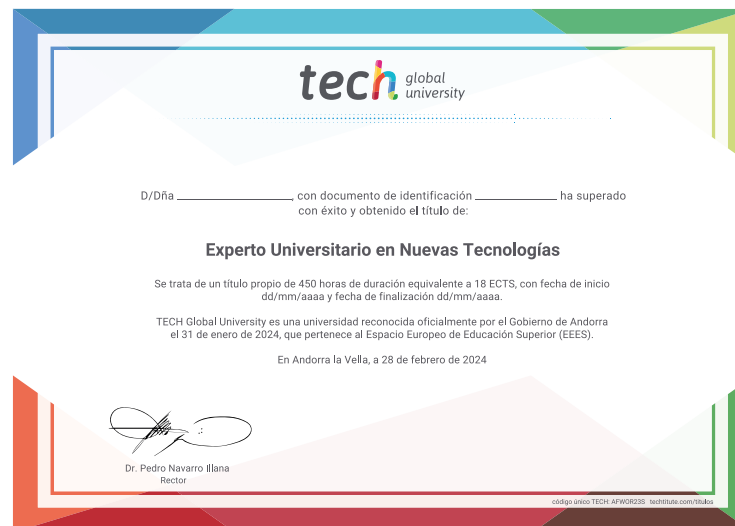 tech global university
D/Dña ______________, con documento de identificación ______________ ha superado
con éxito y obtenido el título de:
Experto Universitario en Nuevas Tecnologías
Se trata de un título propio de 450 horas de duración equivalente a 18 ECTS, con fecha de inicio
dd/mm/aaaa y fecha de finalización dd/mm/aaaa.
TECH Global University es una universidad reconocida oficialmente por el Gobierno de Andorra
el 31 de enero de 2024, que pertenece al Espacio Europeo de Educación Superior (EEES).
En Andorra la Vella, a 28 de febrero de 2024
Dr. Pedro Navarro Illana
Rector
código único TECH: AFWOR23S techtitute.com/titulos